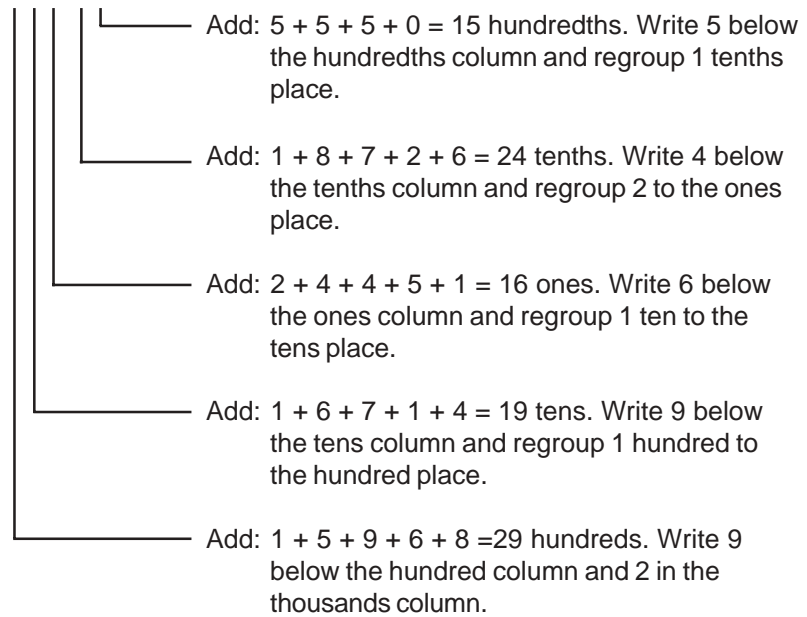 Add: 5 + 5 + 5 + 0 = 15 hundredths. Write 5 below
the hundredths column and regroup 1 tenths
place.
Add: 1 + 8 + 7 + 2 + 6 = 24 tenths. Write 4 below
the tenths column and regroup 2 to the ones
place.
Add: 2 + 4 + 4 + 5 + 1 = 16 ones. Write 6 below
the ones column and regroup 1 ten to the
tens place.
Add: 1 + 6 + 7 + 1 + 4 = 19 tens. Write 9 below
the tens column and regroup 1 hundred to
the hundred place.
Add: 1 + 5 + 9 + 6 + 8 =29 hundreds. Write 9
below the hundred column and 2 in the
thousands column.